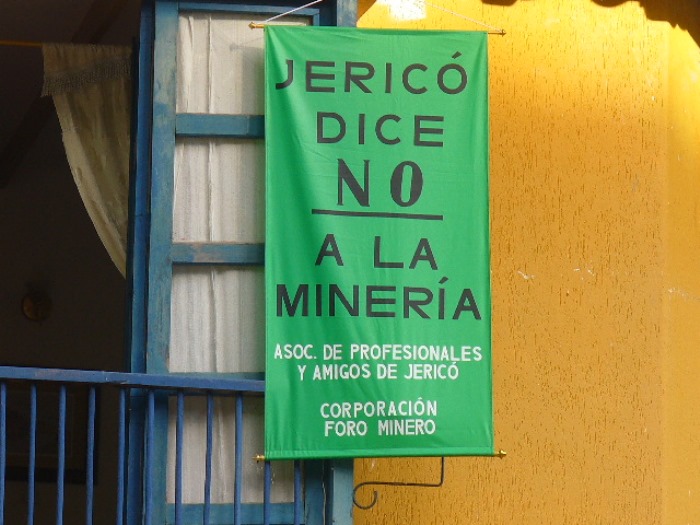 JERICÓ
DICE
NO
A LA
MINERÍA
ASOC. DE PROFESIONALES
Y AMIGOS DE JERICÓ
CORPORACIÓN
FORO MINERO